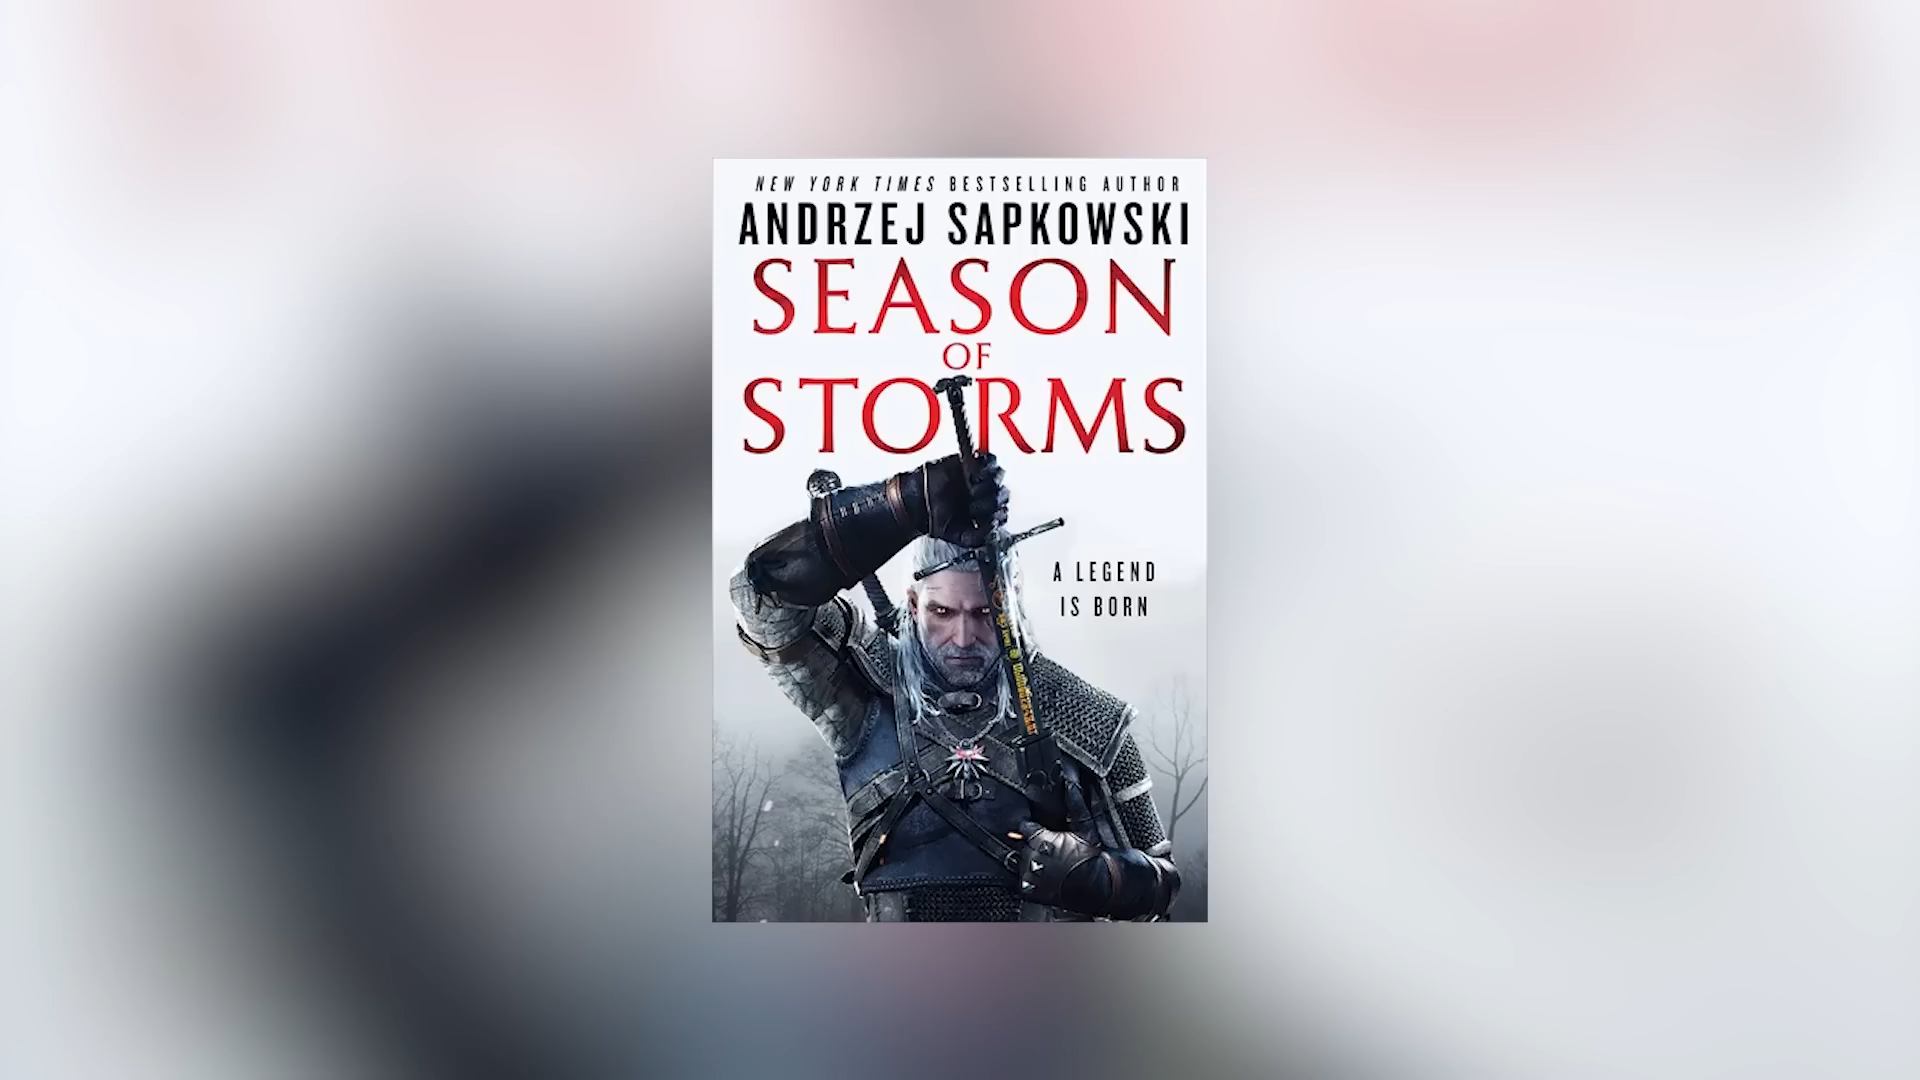 NEW YORK TIMES BESTSELLING AUTHOR
ANDRZEJ SAPKOWSKI
SEASON
OF
STORMS
A LEGEND
IS BORN